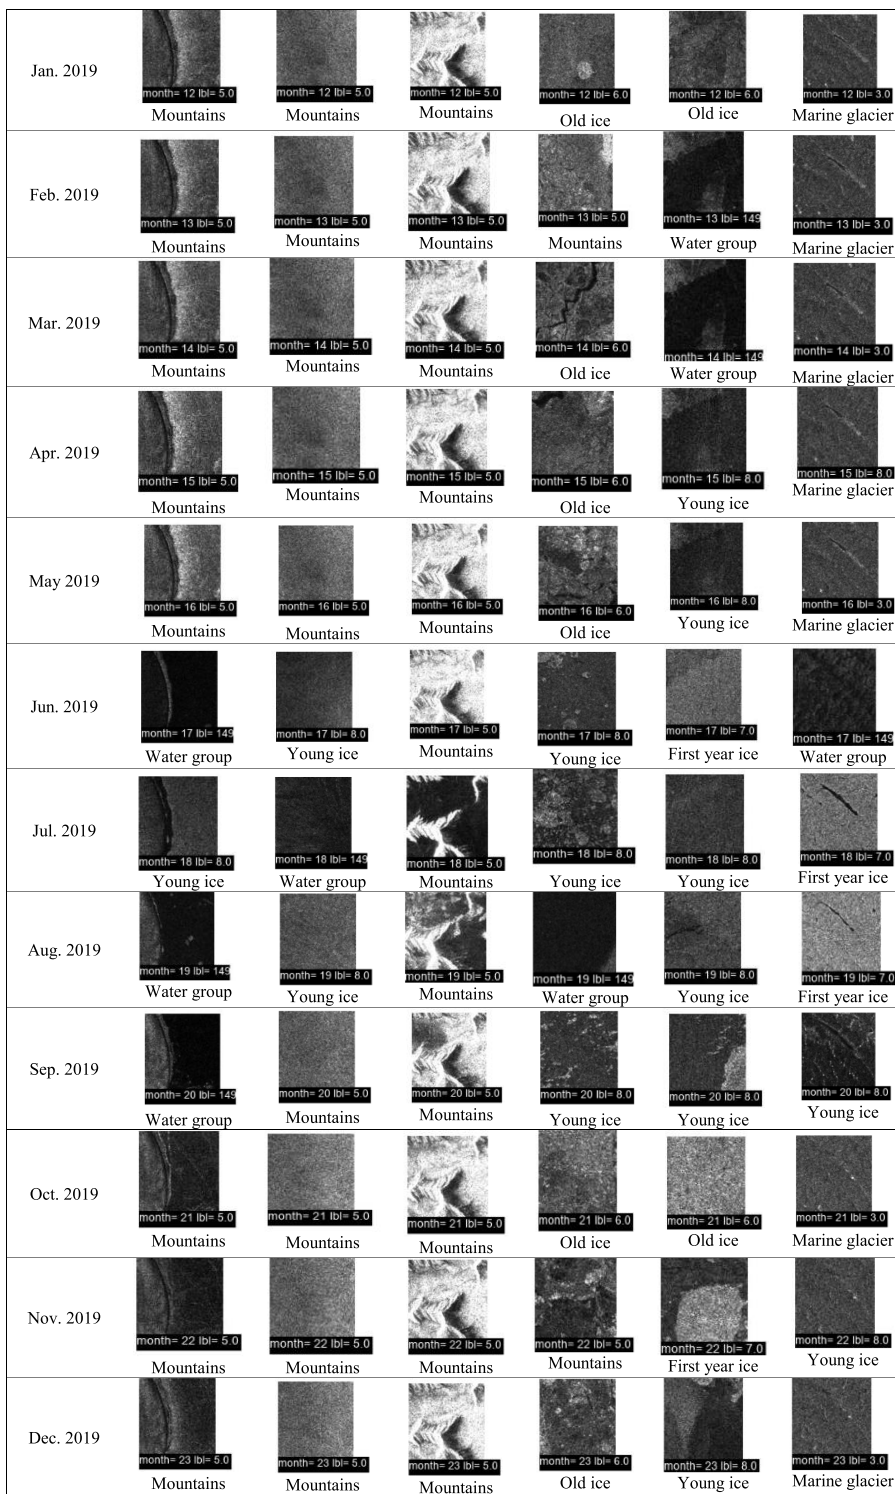 Jan. 2019
month= 12 lbl= 5.0 month= 12 lbl= 5.0 month= 12 lbl= 5.0 month= 12 lbl= 6.0 month= 12 lbl= 6.0 month= 12 lbl= 3.0
Mountains Mountains Mountains Old ice Old ice Marine glacier
Feb. 2019
month= 13 lbl= 5.0 month= 13 lbl= 5.0 month= 13 lbl= 5.0 month= 13 lbl= 5.0 month= 13 lbl= 149 month= 13 lbl= 3.0
Mountains Mountains Mountains Mountains Water group Marine glacier
Mar. 2019
month= 14 lbl= 5.0 month= 14 lbl= 5.0 month= 14 lbl= 5.0 month= 14 lbl= 6.0 month= 14 lbl= 149 month= 14 lbl= 3.0
Mountains Mountains Mountains Old ice Water group Marine glacier
Apr. 2019
month= 15 lbl= 5.0 month= 15 lbl= 5.0 month= 15 lbl= 5.0 month= 15 lbl= 6.0 month= 15 lbl= 8.0 month= 15 lbl= 8.0
Mountains Mountains Mountains Old ice Young ice Marine glacier
May 2019
month= 16 lbl= 5.0 month= 16 lbl= 5.0 month= 16 lbl= 5.0 month= 16 lbl= 6.0 month= 16 lbl= 8.0 month= 16 lbl= 3.0
Mountains Mountains Mountains Old ice Young ice Marine glacier
Jun. 2019
month= 17 lbl= 149 month= 17 lbl= 8.0 month= 17 lbl= 5.0 month= 17 lbl= 8.0 month= 17 lbl= 7.0 month= 17 lbl= 149
Water group Young ice Mountains Young ice First year ice Water group
Jul. 2019
month= 18 lbl= 8.0 month= 18 lbl= 149 month= 18 lbl= 5.0 month= 18 lbl= 8.0 month= 18 lbl= 8.0 month= 18 lbl= 7.0
Young ice Water group Mountains Young ice Young ice First year ice
Aug. 2019
month= 19 lbl= 149 month= 19 lbl= 8.0 month= 19 lbl= 5.0 month= 19 lbl= 149 month= 19 lbl= 8.0 month= 19 lbl= 7.0
Water group Young ice Mountains Water group Young ice First year ice
Sep. 2019
month= 20 lbl= 149 month= 20 lbl= 5.0 month= 20 lbl= 5.0 month= 20 lbl= 8.0 month= 20 lbl= 8.0 month= 20 lbl= 8.0
Water group Mountains Mountains Young ice Young ice Young ice
Oct. 2019
month= 21 lbl= 5.0 month= 21 lbl= 5.0 month= 21 lbl= 5.0 month= 21 lbl= 6.0 month= 21 lbl= 6.0 month= 21 lbl= 3.0
Mountains Mountains Mountains Old ice Old ice Marine glacier
Nov. 2019
month= 22 lbl= 5.0 month= 22 lbl= 5.0 month= 22 lbl= 5.0 month= 22 lbl= 5.0 month= 22 lbl= 7.0 month= 22 lbl= 8.0
Mountains Mountains Mountains Mountains First year ice Young ice
Dec. 2019
month= 23 lbl= 5.0 month= 23 lbl= 5.0 month= 23 lbl= 5.0 month= 23 lbl= 6.0 month= 23 lbl= 8.0 month= 23 lbl= 3.0
Mountains Mountains Mountains Old ice Young ice Marine glacier